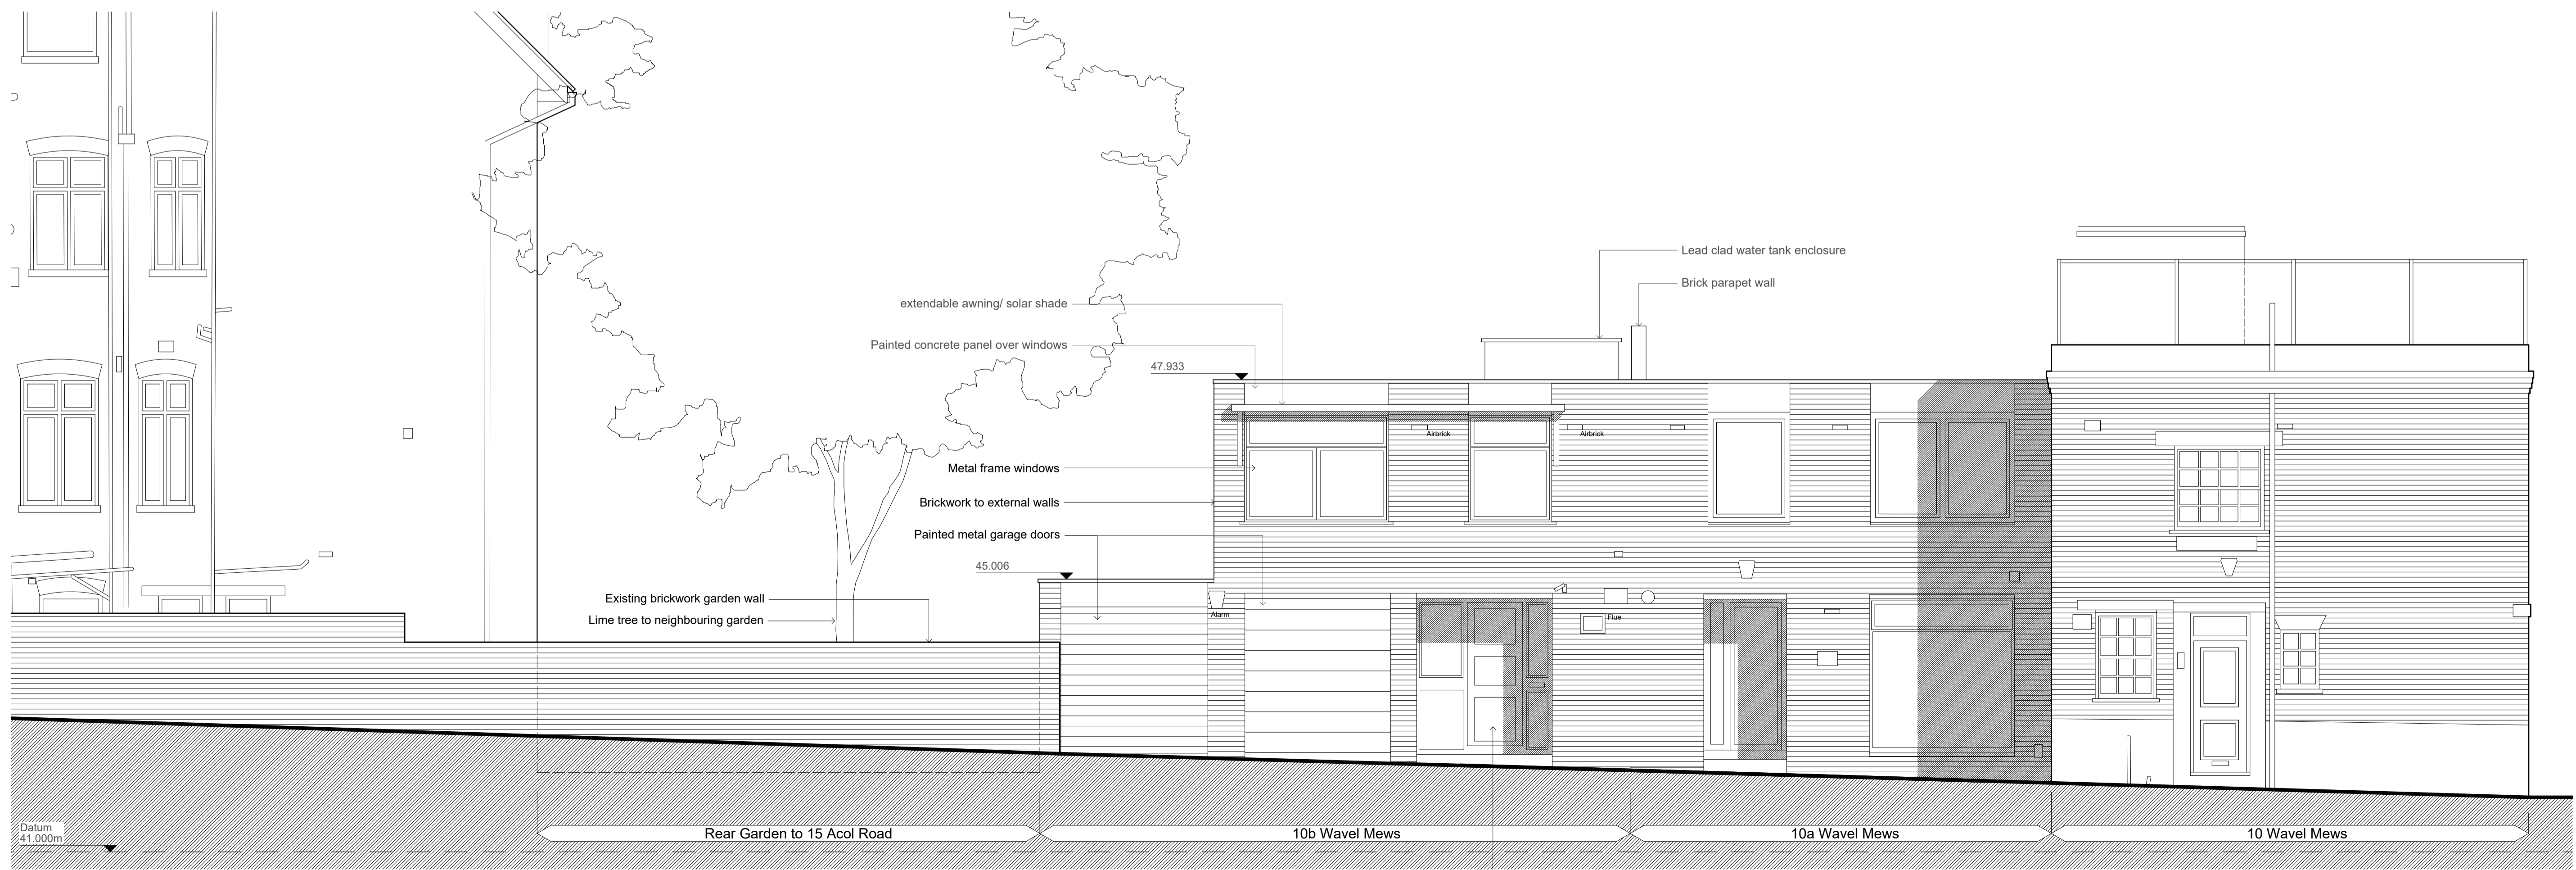 Lead clad water tank enclosure
Brick parapet wall
extendable awning/ solar shade
Painted concrete panel over windows
47.933
Airbrick
Airbrick
Metal frame windows
Brickwork to external walls
Painted metal garage doors
45.006
Existing brickwork garden wall
Alarm
Flue
Lime tree to neighbouring garden
Datum
41.000m
Rear Garden to 15 Acol Road
10b Wavel Mews
10a Wavel Mews
10 Wavel Mews